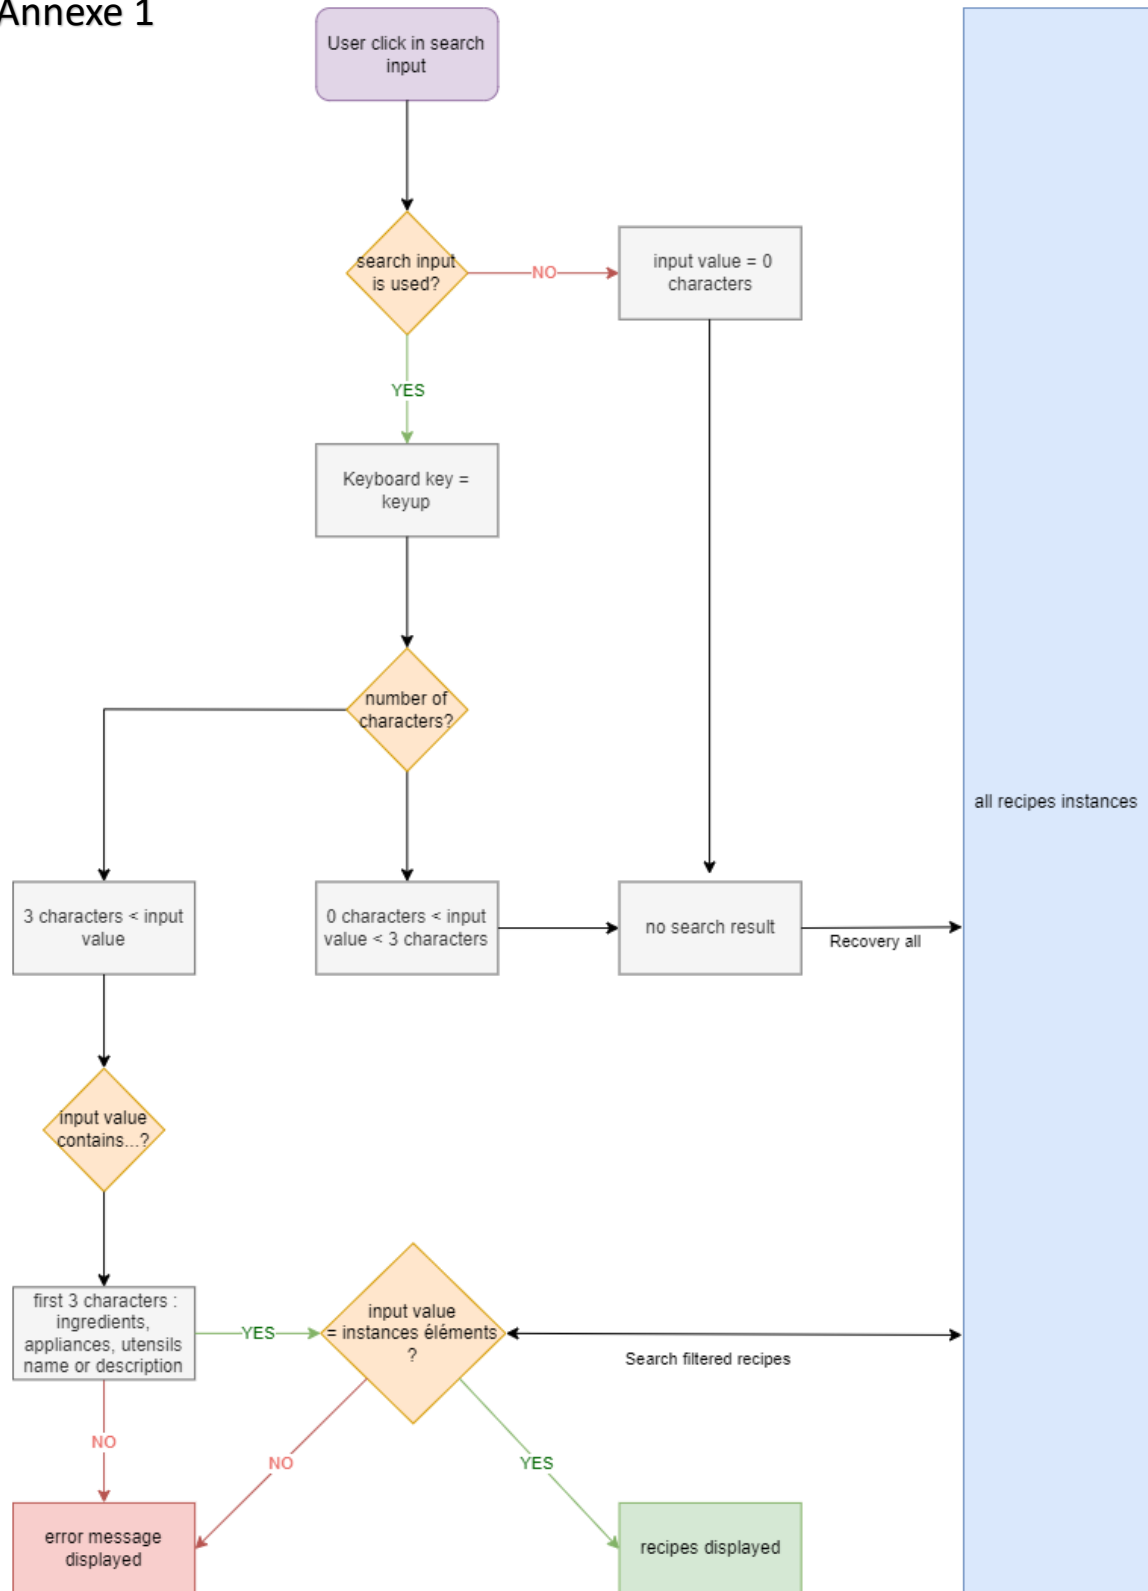 Annexe 1
User click in search
input
search input
is used?
NO
input value = 0
characters
YES
Keyboard key =
keyup
number of
characters?
all recipes instances
3 characters < input
value
0 characters < input
value < 3 characters
no search result
Recovery all
input value
contains...?
first 3 characters :
ingredients,
appliances, utensils
name or description
YES
input value
= instances éléments
?
Search filtered recipes
NO
NO
YES
error message
displayed
recipes displayed